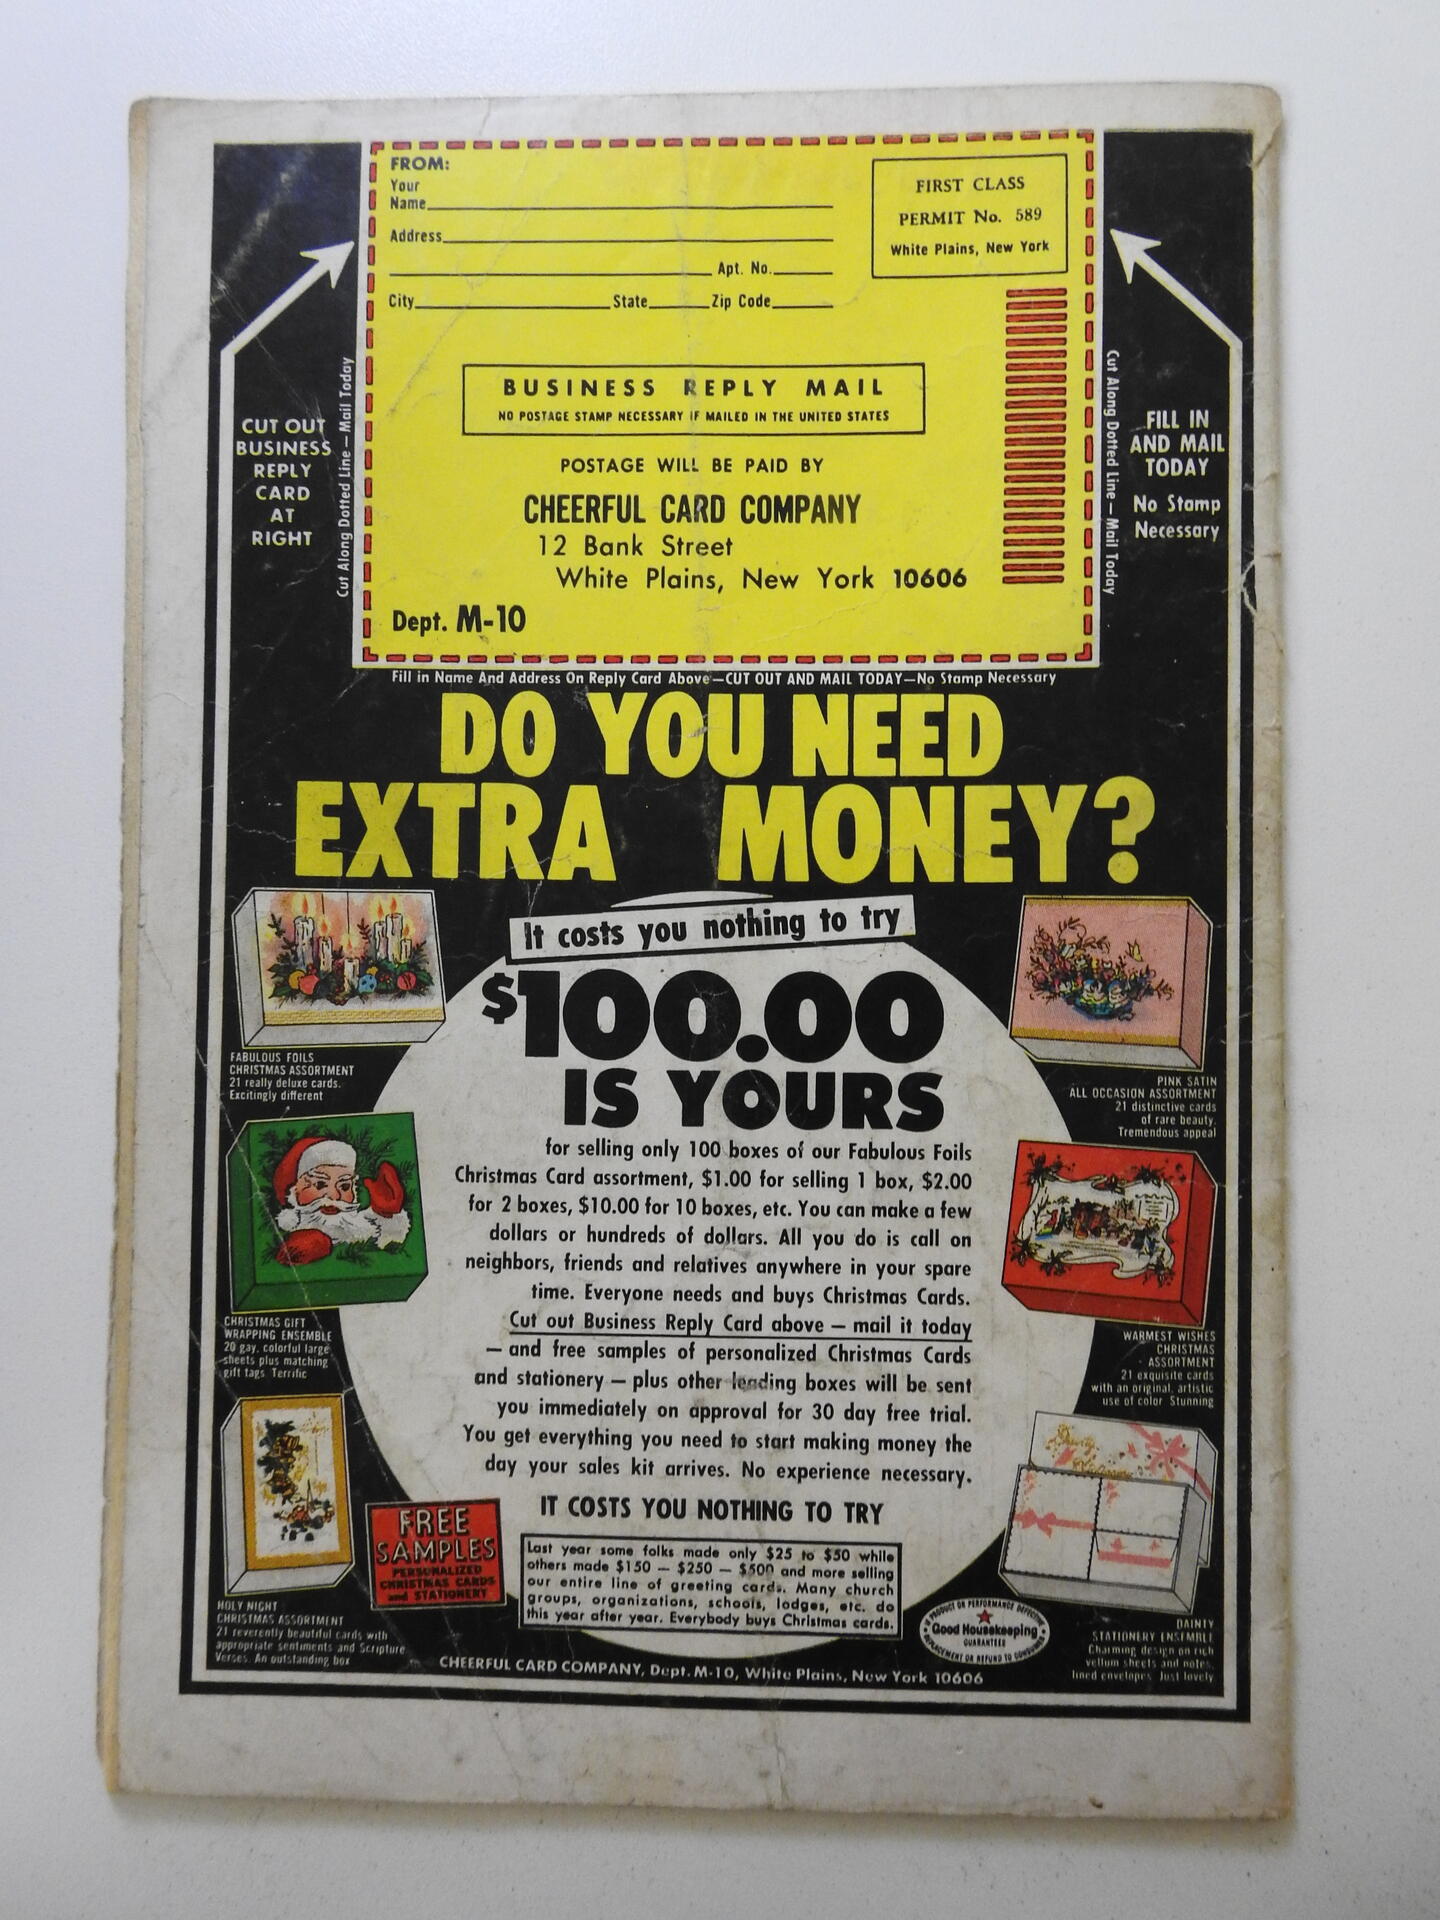 FROM:
Your
Name
Address
Apt. No.
City State Zip Code
FIRST CLASS
PERMIT No. 589
White Plains, New York
BUSINESS REPLY MAIL
NO POSTAGE STAMP NECESSARY IF MAILED IN THE UNITED STATES
POSTAGE WILL BE PAID BY
CHEERFUL CARD COMPANY
12 Bank Street
White Plains, New York 10606
Dept. M-10
CUT OUT
BUSINESS
REPLY
CARD
AT
RIGHT
Cut Along Dotted Line — Mail Today
Cut Along Dotted Line — Mail Today
FILL IN
AND MAIL
TODAY
No Stamp
Necessary
Fill in Name And Address On Reply Card Above—CUT OUT AND MAIL TODAY—No Stamp Necessary
DO YOU NEED
EXTRA MONEY?
It costs you nothing to try
$100.00
IS YOURS
for selling only 100 boxes of our Fabulous Foils
Christmas Card assortment, $1.00 for selling 1 box, $2.00
for 2 boxes, $10.00 for 10 boxes, etc. You can make a few
dollars or hundreds of dollars. All you do is call on
neighbors, friends and relatives anywhere in your spare
time. Everyone needs and buys Christmas Cards.
Cut out Business Reply Card above — mail it today
— and free samples of personalized Christmas Cards
and stationery — plus other leading boxes will be sent
you immediately on approval for 30 day free trial.
You get everything you need to start making money the
day your sales kit arrives. No experience necessary.
IT COSTS YOU NOTHING TO TRY
Last year some folks made only $25 to $50 while
others made $150 — $250 — $500 and more selling
our entire line of greeting cards. Many church
groups, organizations, schools, lodges, etc. do
this year after year. Everybody buys Christmas cards.
FABULOUS FOILS
CHRISTMAS ASSORTMENT
21 really deluxe cards.
Excitingly different
CHRISTMAS GIFT
WRAPPING ENSEMBLE
20 gay, colorful large
sheets plus matching
gift tags Terrific
HOLY NIGHT
CHRISTMAS ASSORTMENT
21 reverently beautiful cards with
appropriate sentiments and Scripture
Verses. An outstanding box
FREE
SAMPLES
PERSONALIZED
CHRISTMAS CARDS
and STATIONERY
PINK SATIN
ALL OCCASION ASSORTMENT
21 distinctive cards
of rare beauty.
Tremendous appeal
WARMEST WISHES
CHRISTMAS
ASSORTMENT
21 exquisite cards
with an original, artistic
use of color Stunning
DAINTY
STATIONERY ENSEMBLE
Charming design on rich
vellum sheets and notes,
lined envelopes Just lovely
IF PRODUCT OR PERFORMANCE DEFECTIVE
Good Housekeeping
GUARANTEES
REPLACEMENT OR REFUND TO CONSUMER
CHEERFUL CARD COMPANY, Dept. M-10, White Plains, New York 10606